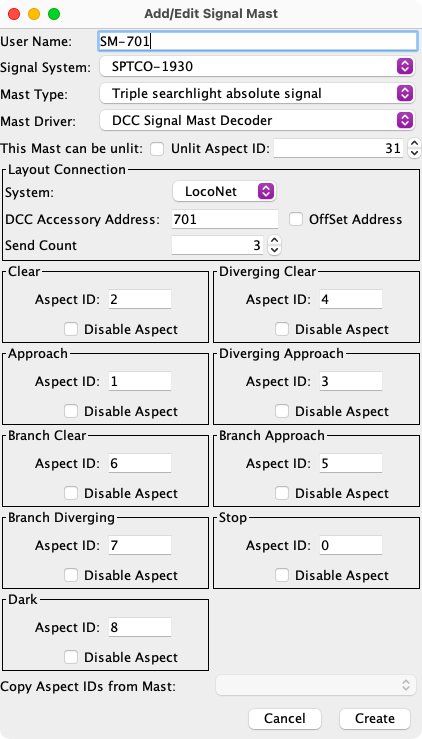 Add/Edit Signal Mast
User Name: SM-701
Signal System: SPTCO-1930
Mast Type: Triple searchlight absolute signal
Mast Driver: DCC Signal Mast Decoder
This Mast can be unlit: Unlit Aspect ID: 31
Layout Connection
System: LocoNet
DCC Accessory Address: 701 OffSet Address
Send Count 3
Clear Diverging Clear
Aspect ID: 2 Aspect ID: 4
Disable Aspect Disable Aspect
Approach Diverging Approach
Aspect ID: 1 Aspect ID: 3
Disable Aspect Disable Aspect
Branch Clear Branch Approach
Aspect ID: 6 Aspect ID: 5
Disable Aspect Disable Aspect
Branch Diverging Stop
Aspect ID: 7 Aspect ID: 0
Disable Aspect Disable Aspect
Dark
Aspect ID: 8
Disable Aspect
Copy Aspect IDs from Mast:
Cancel Create